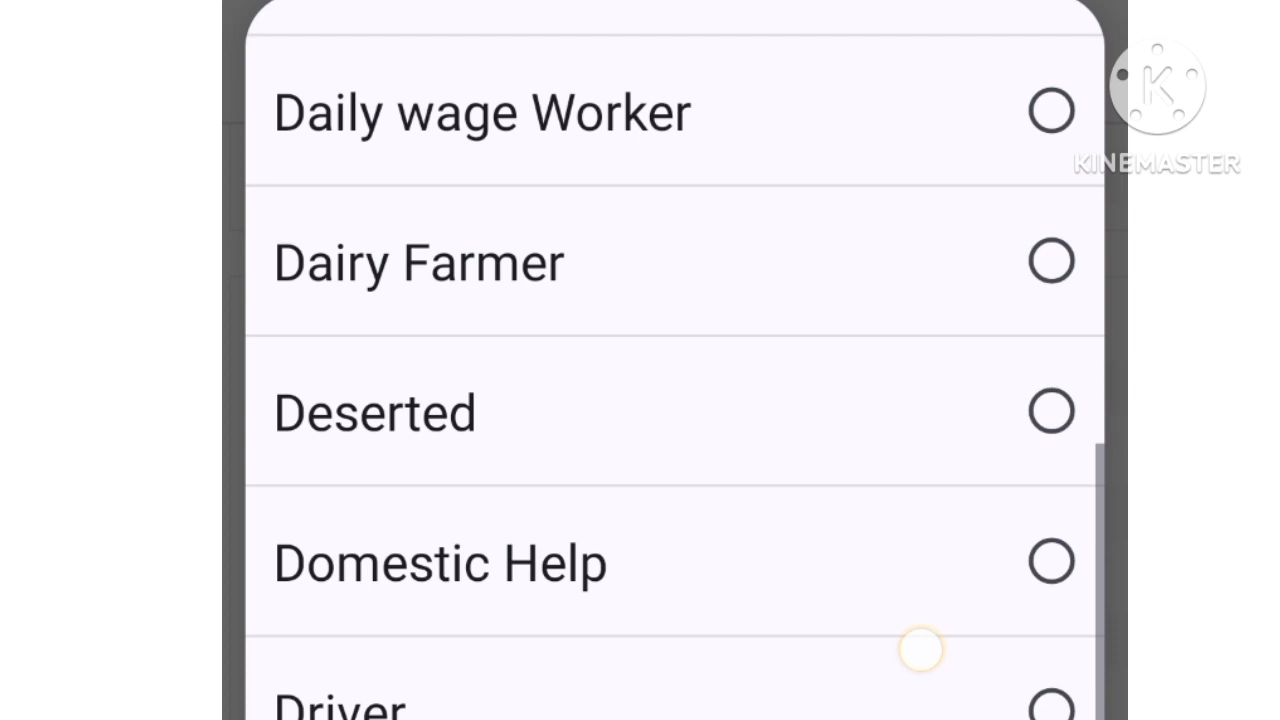 Daily wage Worker
K
KINEMASTER
Dairy Farmer
Deserted
Domestic Help
Driver